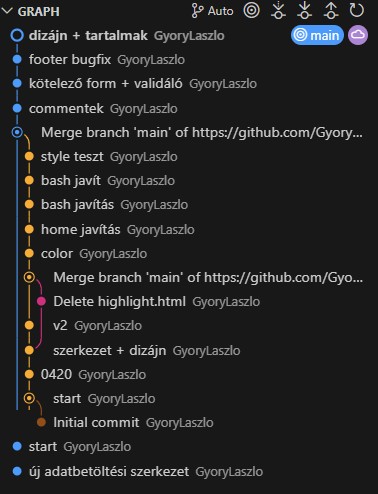 GRAPH Auto
dizájn + tartalmak GyoryLaszlo main
footer bugfix GyoryLaszlo
kötelező form + validáló GyoryLaszlo
commentek GyoryLaszlo
Merge branch 'main' of https://github.com/Gyory...
style teszt GyoryLaszlo
bash javít GyoryLaszlo
bash javítás GyoryLaszlo
home javítás GyoryLaszlo
color GyoryLaszlo
Merge branch 'main' of https://github.com/Gyo...
Delete highlight.html GyoryLaszlo
v2 GyoryLaszlo
szerkezet + dizájn GyoryLaszlo
0420 GyoryLaszlo
start GyoryLaszlo
Initial commit GyoryLaszlo
start GyoryLaszlo
új adatbetöltési szerkezet GyoryLaszlo